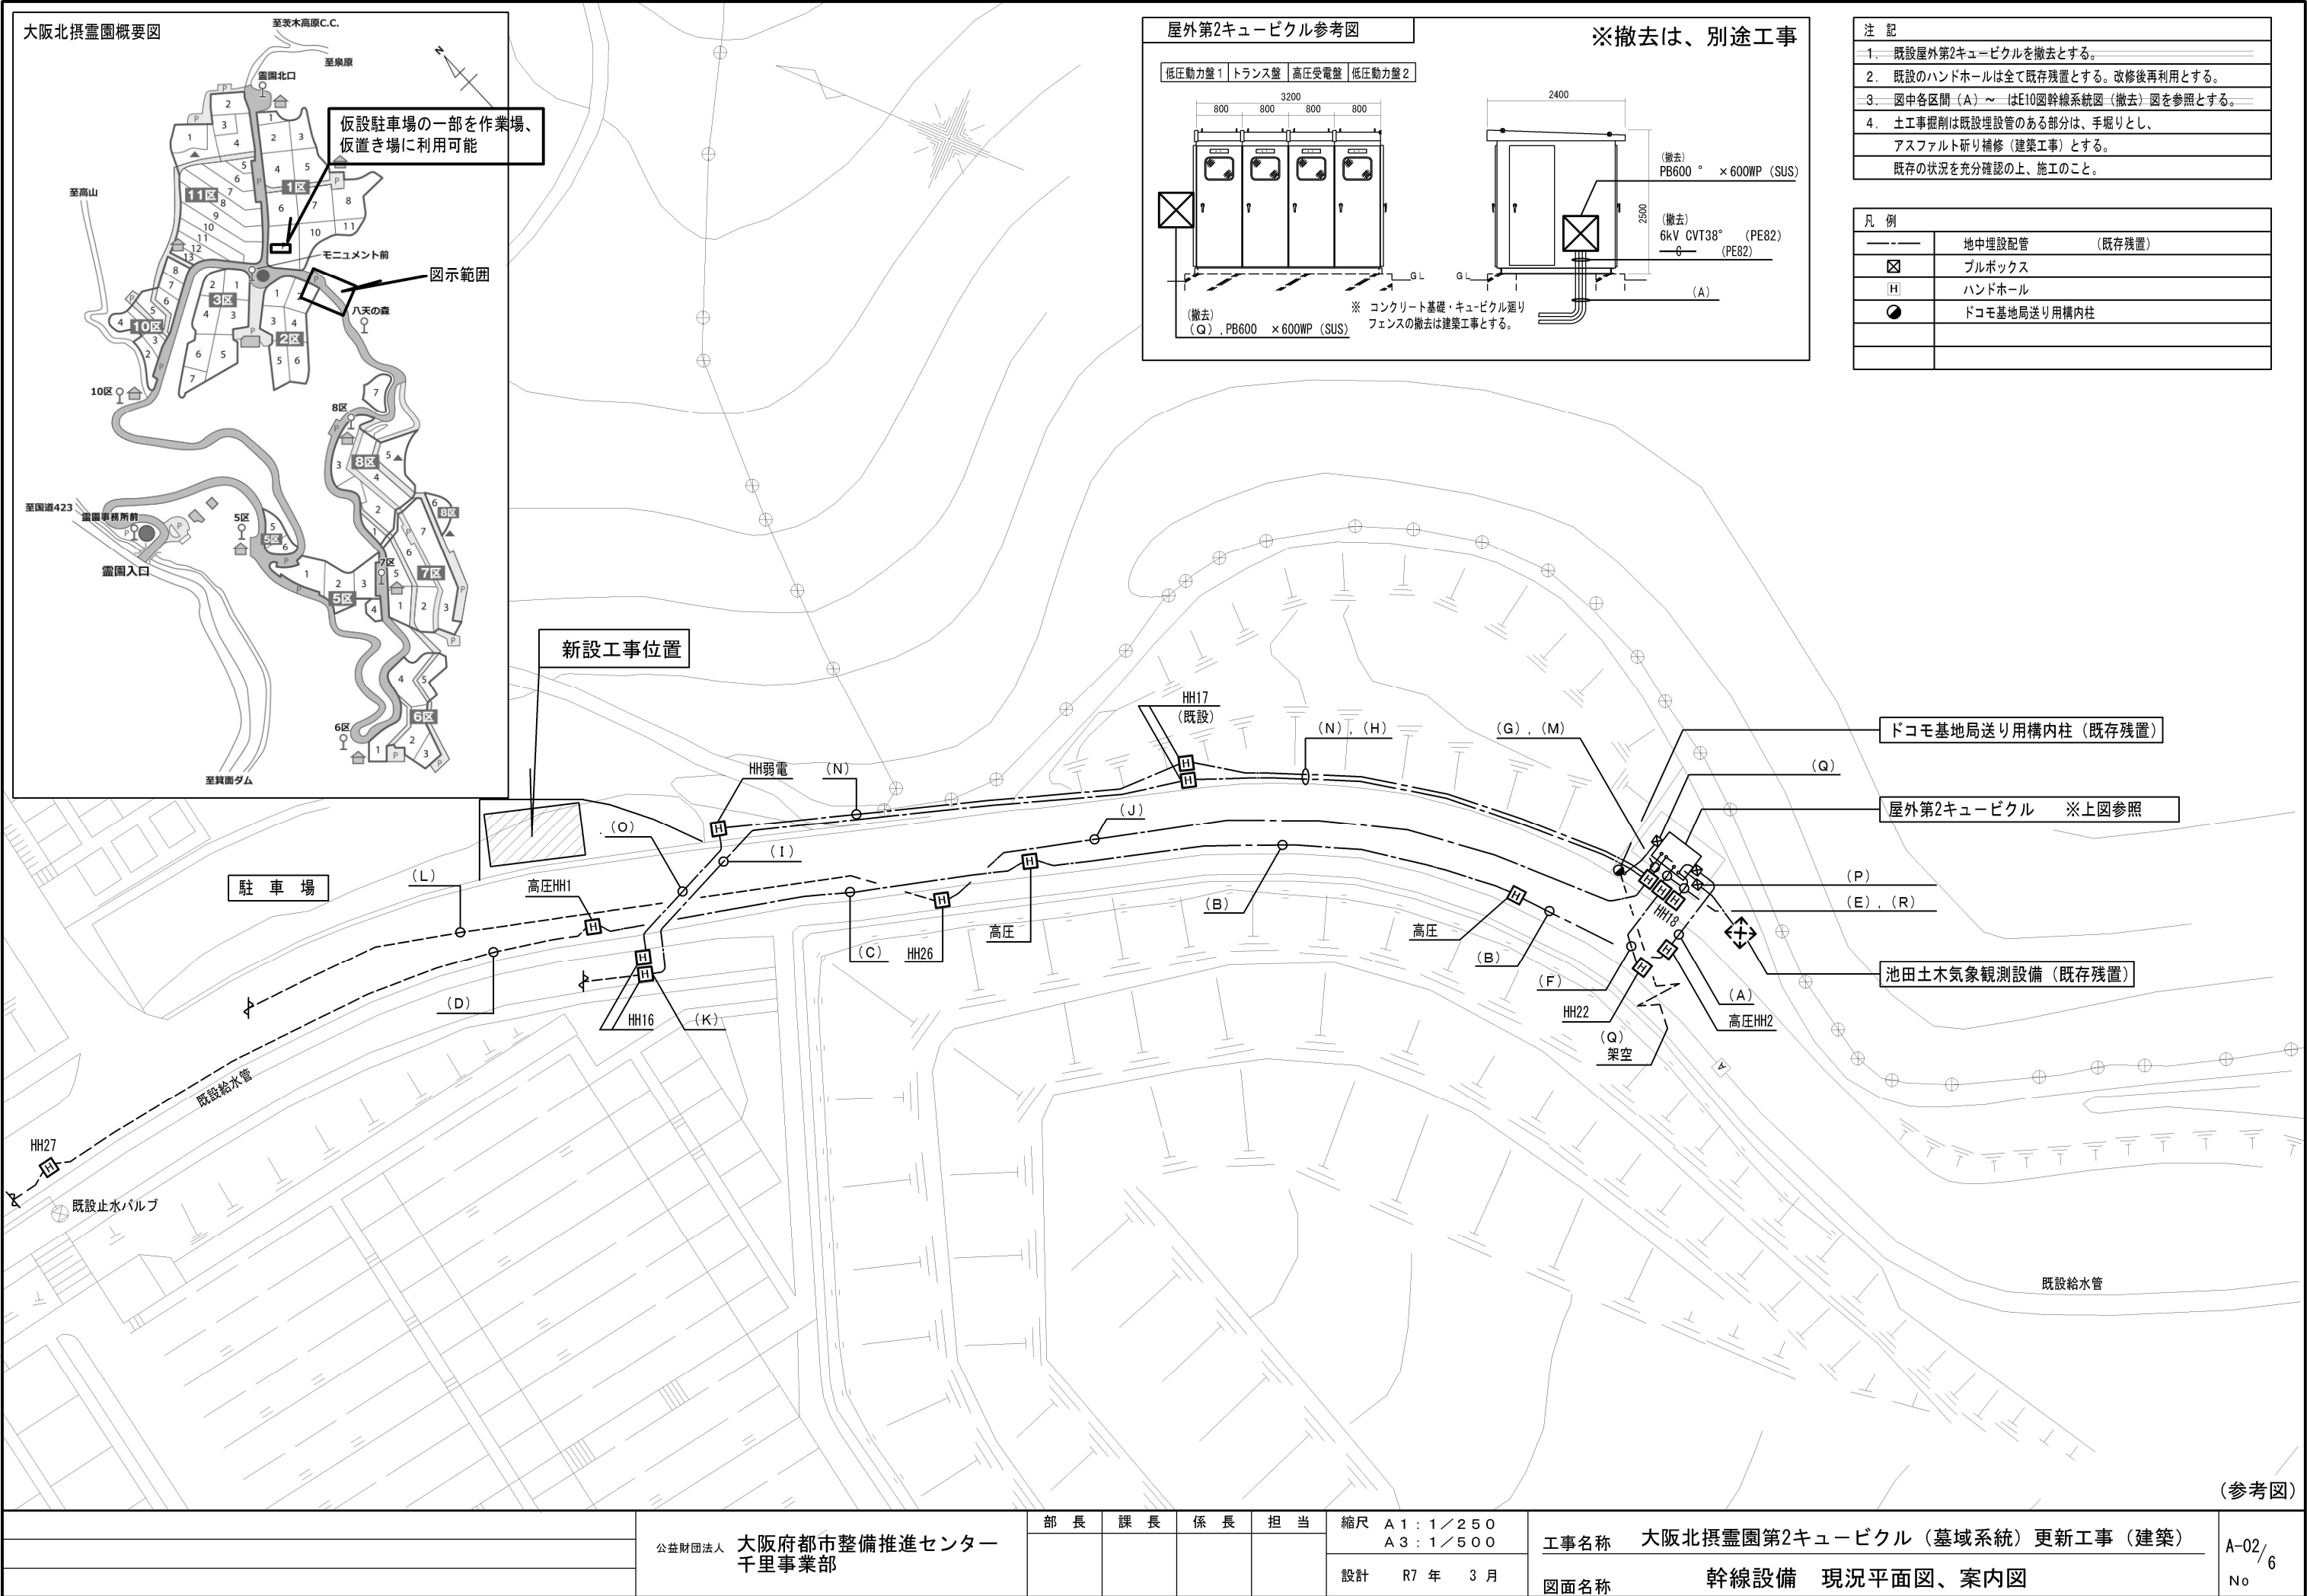 大阪北摂霊園概要図
至茨木高原C.C.
至泉原
霊園北口
N
仮設駐車場の一部を作業場、
仮置き場に利用可能
至高山
11区
1区
モニュメント前
図示範囲
八天の森
3区
10区
2区
10区
8区
8区
至国道423
霊園事務所前
5区
5区
8区
霊園入口
7区
7区
5区
6区
6区
至箕面ダム
屋外第2キュービクル参考図
※撤去は、別途工事
低圧動力盤1 トランス盤 高圧受電盤 低圧動力盤2
3200
800 800 800 800
2400
2500
GL
GL
(撤去)
PB600 ° ×600WP (SUS)
(撤去)
6kV CVT38° (PE82)
6 (PE82)
(A)
(撤去)
(Q),PB600 ×600WP (SUS)
※ コンクリート基礎・キュービクル廻り
フェンスの撤去は建築工事とする。
注 記
1. 既設屋外第2キュービクルを撤去とする。
2. 既設のハンドホールは全て既存残置とする。改修後再利用とする。
3. 図中各区間(A)~ はE10図幹線系統図(撤去)図を参照とする。
4. 土工事掘削は既設埋設管のある部分は、手堀りとし、
アスファルト斫り補修(建築工事)とする。
既存の状況を充分確認の上、施工のこと。
凡 例
地中埋設配管 (既存残置)
プルボックス
H ハンドホール
ドコモ基地局送り用構内柱
新設工事位置
HH17
(既設)
(N),(H)
(G),(M)
ドコモ基地局送り用構内柱(既存残置)
HH弱電
(N)
(Q)
(O)
(J)
屋外第2キュービクル ※上図参照
(I)
駐 車 場
(L)
高圧HH1
(P)
(B)
(E),(R)
高圧
高圧
HH18
(C)
HH26
(B)
(F)
池田土木気象観測設備(既存残置)
(D)
(A)
HH16
(K)
HH22
高圧HH2
(Q)
架空
A
既設給水管
HH27
既設止水バルブ
既設給水管
(参考図)
公益財団法人 大阪府都市整備推進センター
千里事業部
部 長 課 長 係 長 担 当
縮尺 A1:1/250
A3:1/500
設計 R7 年 3 月
工事名称 大阪北摂霊園第2キュービクル(墓域系統)更新工事(建築)
図面名称 幹線設備 現況平面図、案内図
A-02/6
No